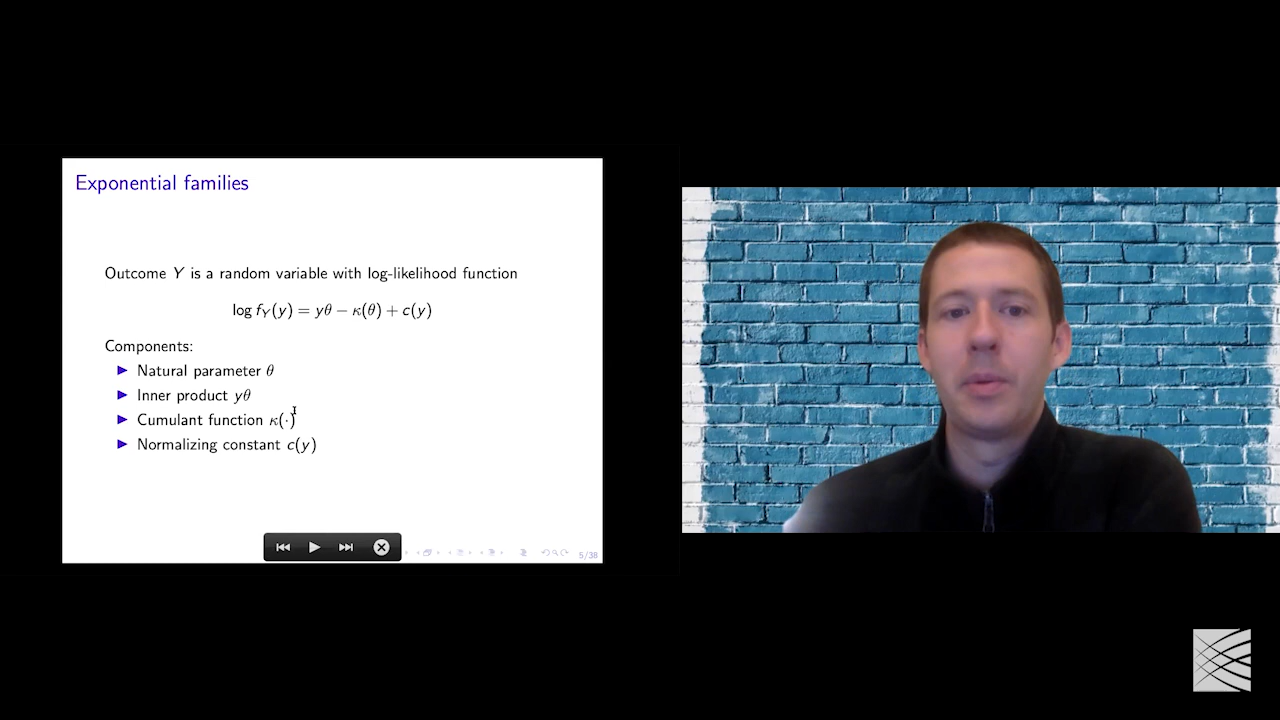 Exponential families
Outcome Y is a random variable with log-likelihood function
log f_Y(y) = yθ − κ(θ) + c(y)
Components:
▶ Natural parameter θ
▶ Inner product yθ
▶ Cumulant function κ(·)
▶ Normalizing constant c(y)
5/38